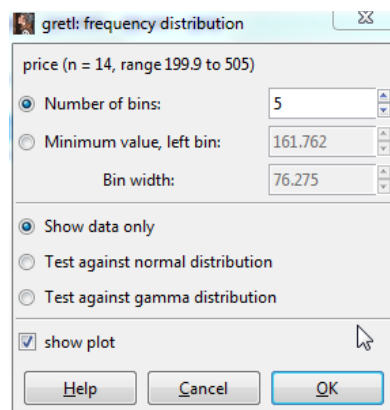 gretl: frequency distribution
price (n = 14, range 199.9 to 505)
Number of bins: 5
Minimum value, left bin: 161.762
Bin width: 76.275
Show data only
Test against normal distribution
Test against gamma distribution
show plot
Help Cancel OK